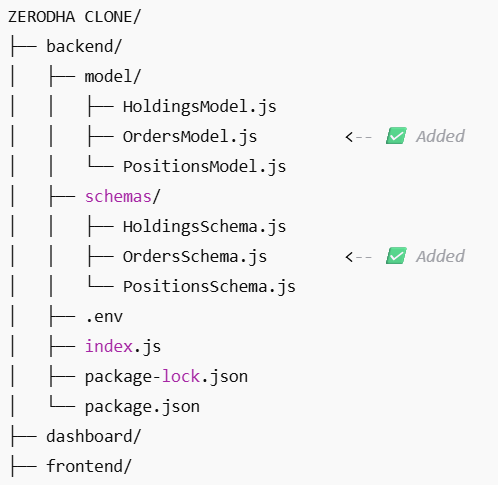 ZERODHA CLONE/
├── backend/
│   ├── model/
│   │   ├── HoldingsModel.js
│   │   ├── OrdersModel.js         <-- ✅ Added
│   │   └── PositionsModel.js
│   ├── schemas/
│   │   ├── HoldingsSchema.js
│   │   ├── OrdersSchema.js        <-- ✅ Added
│   │   └── PositionsSchema.js
│   ├── .env
│   ├── index.js
│   ├── package-lock.json
│   └── package.json
├── dashboard/
├── frontend/